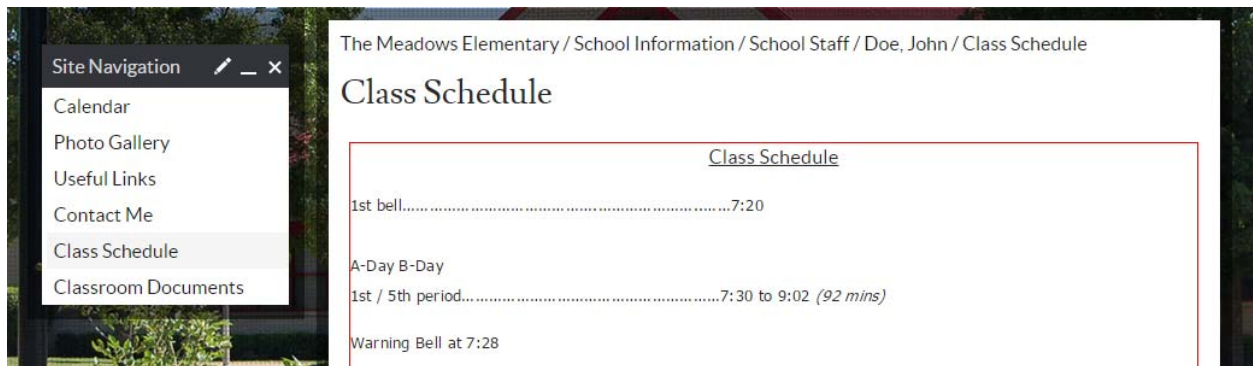 Site Navigation
Calendar
Photo Gallery
Useful Links
Contact Me
Class Schedule
Classroom Documents
The Meadows Elementary / School Information / School Staff / Doe, John / Class Schedule
Class Schedule
Class Schedule
1st bell……………………………………………………………….…7:20
A-Day B-Day
1st / 5th period…………………………………………………..7:30 to 9:02 (92 mins)
Warning Bell at 7:28